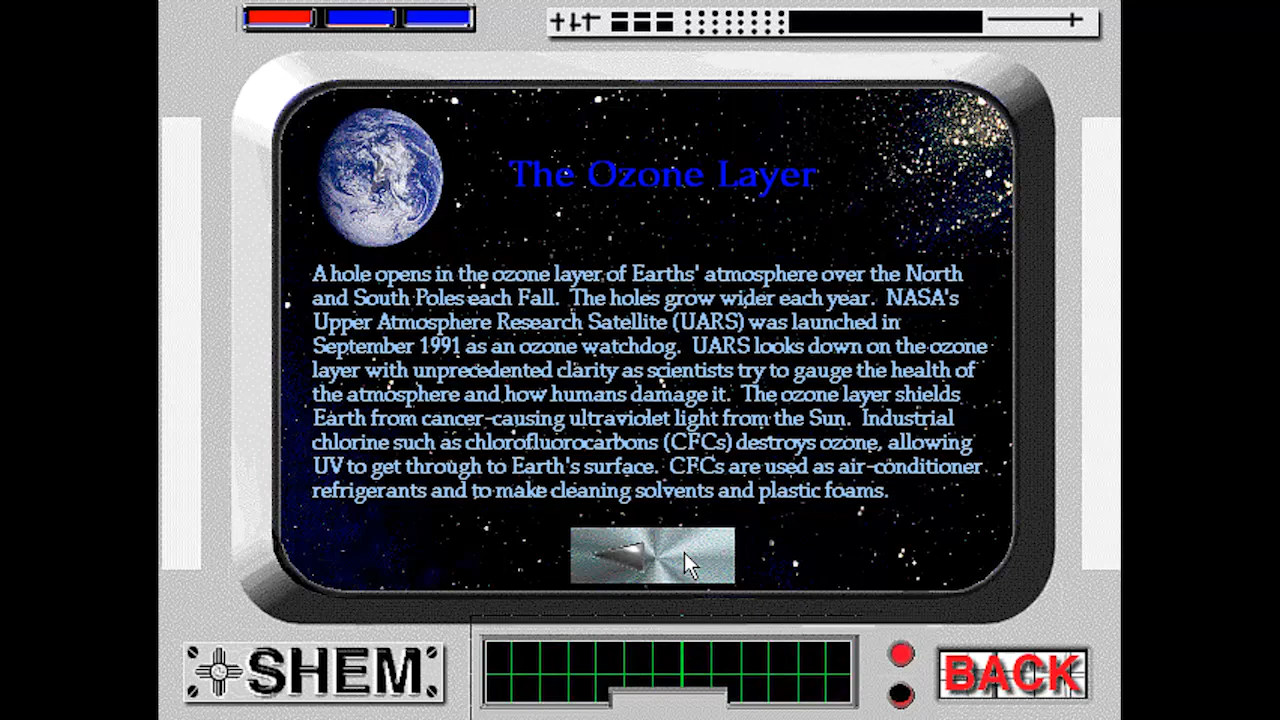 The Ozone Layer
A hole opens in the ozone layer of Earths' atmosphere over the North
and South Poles each Fall. The holes grow wider each year. NASA's
Upper Atmosphere Research Satellite (UARS) was launched in
September 1991 as an ozone watchdog. UARS looks down on the ozone
layer with unprecedented clarity as scientists try to gauge the health of
the atmosphere and how humans damage it. The ozone layer shields
Earth from cancer-causing ultraviolet light from the Sun. Industrial
chlorine such as chlorofluorocarbons (CFCs) destroys ozone, allowing
UV to get through to Earth's surface. CFCs are used as air-conditioner
refrigerants and to make cleaning solvents and plastic foams.
SHEM
BACK